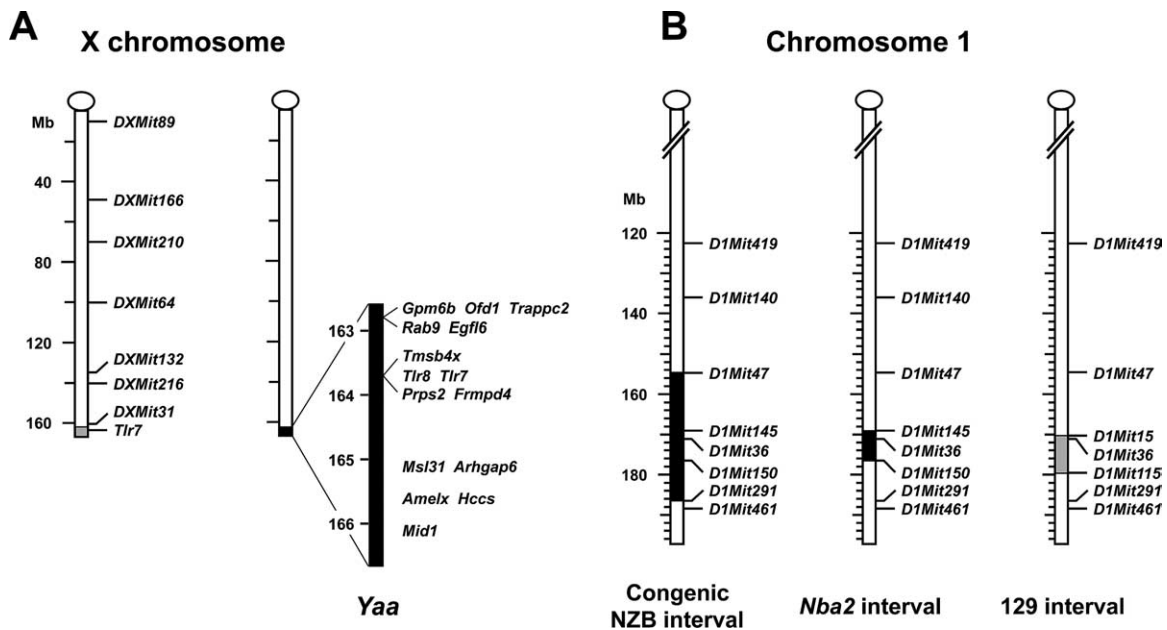 A
X chromosome
Mb
40
80
120
160
DXMit89
DXMit166
DXMit210
DXMit64
DXMit132
DXMit216
DXMit31
Tlr7
163
164
165
166
Gpm6b Ofd1 Trappc2
Rab9 Egfl6
Tmsb4x
Tlr8 Tlr7
Prps2 Frmpd4
Msl31 Arhgap6
Amelx Hccs
Mid1
Yaa
B
Chromosome 1
Mb
120
140
160
180
D1Mit419
D1Mit140
D1Mit47
D1Mit145
D1Mit36
D1Mit150
D1Mit291
D1Mit461
Congenic
NZB interval
D1Mit419
D1Mit140
D1Mit47
D1Mit145
D1Mit36
D1Mit150
D1Mit291
D1Mit461
Nba2 interval
D1Mit419
D1Mit140
D1Mit47
D1Mit15
D1Mit36
D1Mit115
D1Mit291
D1Mit461
129 interval